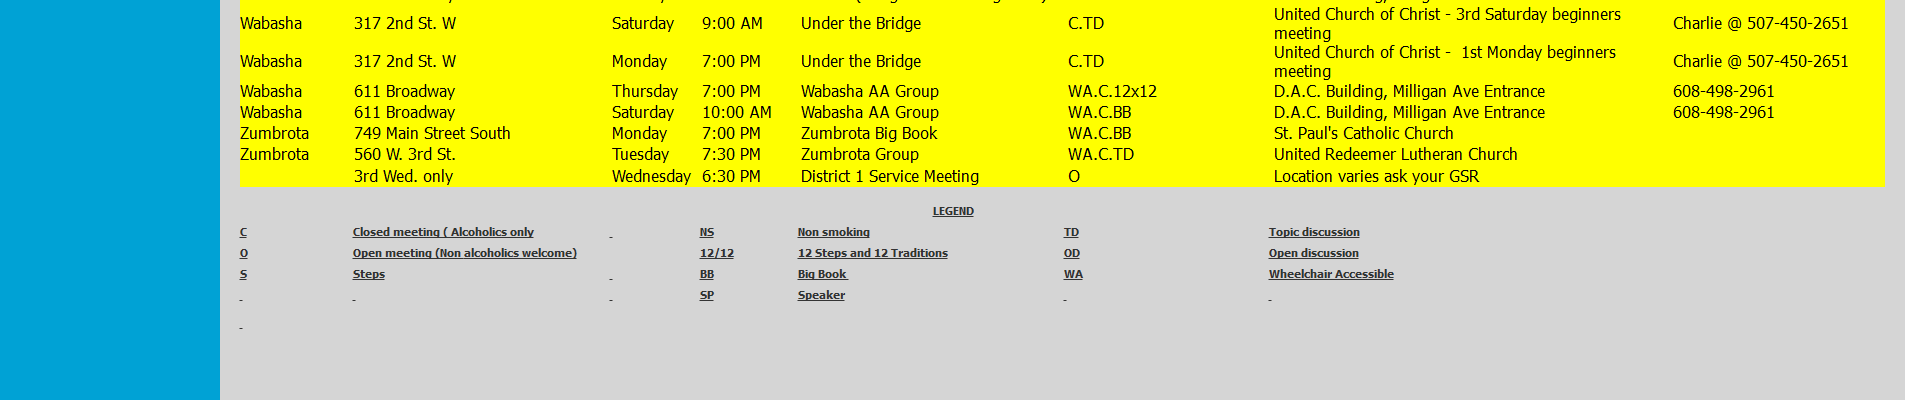 Wabasha 317 2nd St. W Saturday 9:00 AM Under the Bridge C.TD United Church of Christ - 3rd Saturday beginners meeting Charlie @ 507-450-2651
Wabasha 317 2nd St. W Monday 7:00 PM Under the Bridge C.TD United Church of Christ - 1st Monday beginners meeting Charlie @ 507-450-2651
Wabasha 611 Broadway Thursday 7:00 PM Wabasha AA Group WA.C.12x12 D.A.C. Building, Milligan Ave Entrance 608-498-2961
Wabasha 611 Broadway Saturday 10:00 AM Wabasha AA Group WA.C.BB D.A.C. Building, Milligan Ave Entrance 608-498-2961
Zumbrota 749 Main Street South Monday 7:00 PM Zumbrota Big Book WA.C.BB St. Paul's Catholic Church
Zumbrota 560 W. 3rd St. Tuesday 7:30 PM Zumbrota Group WA.C.TD United Redeemer Lutheran Church
3rd Wed. only Wednesday 6:30 PM District 1 Service Meeting O Location varies ask your GSR
LEGEND
C Closed meeting ( Alcoholics only NS Non smoking TD Topic discussion
O Open meeting (Non alcoholics welcome) 12/12 12 Steps and 12 Traditions OD Open discussion
S Steps BB Big Book WA Wheelchair Accessible
SP Speaker